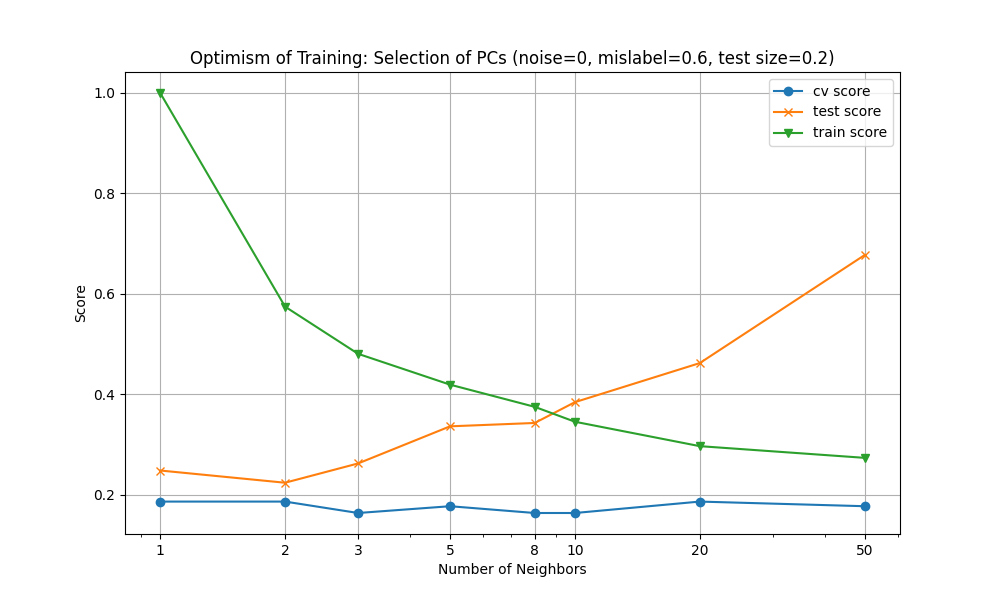 Optimism of Training: Selection of PCs (noise=0, mislabel=0.6, test size=0.2)
cv score
test score
train score
1.0
0.8
0.6
0.4
0.2
Score
1 2 3 5 8 10 20 50
Number of Neighbors